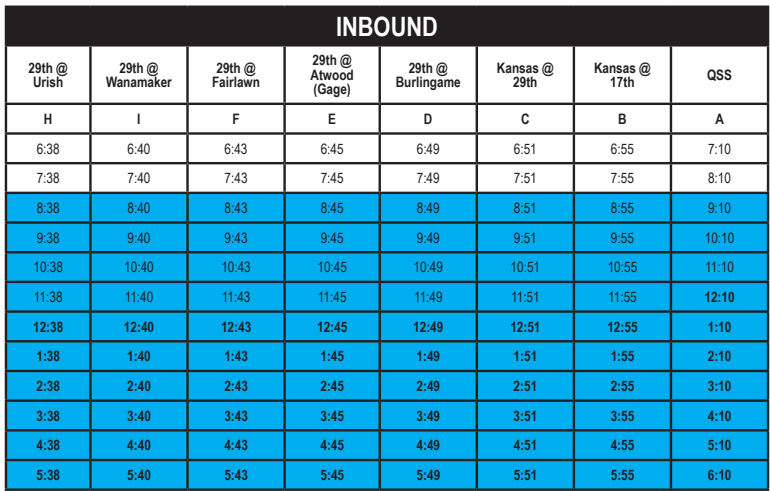 INBOUND
29th @ Urish 29th @ Wanamaker 29th @ Fairlawn 29th @ Atwood (Gage) 29th @ Burlingame Kansas @ 29th Kansas @ 17th QSS
H I F E D C B A
6:38 6:40 6:43 6:45 6:49 6:51 6:55 7:10
7:38 7:40 7:43 7:45 7:49 7:51 7:55 8:10
8:38 8:40 8:43 8:45 8:49 8:51 8:55 9:10
9:38 9:40 9:43 9:45 9:49 9:51 9:55 10:10
10:38 10:40 10:43 10:45 10:49 10:51 10:55 11:10
11:38 11:40 11:43 11:45 11:49 11:51 11:55 12:10
12:38 12:40 12:43 12:45 12:49 12:51 12:55 1:10
1:38 1:40 1:43 1:45 1:49 1:51 1:55 2:10
2:38 2:40 2:43 2:45 2:49 2:51 2:55 3:10
3:38 3:40 3:43 3:45 3:49 3:51 3:55 4:10
4:38 4:40 4:43 4:45 4:49 4:51 4:55 5:10
5:38 5:40 5:43 5:45 5:49 5:51 5:55 6:10